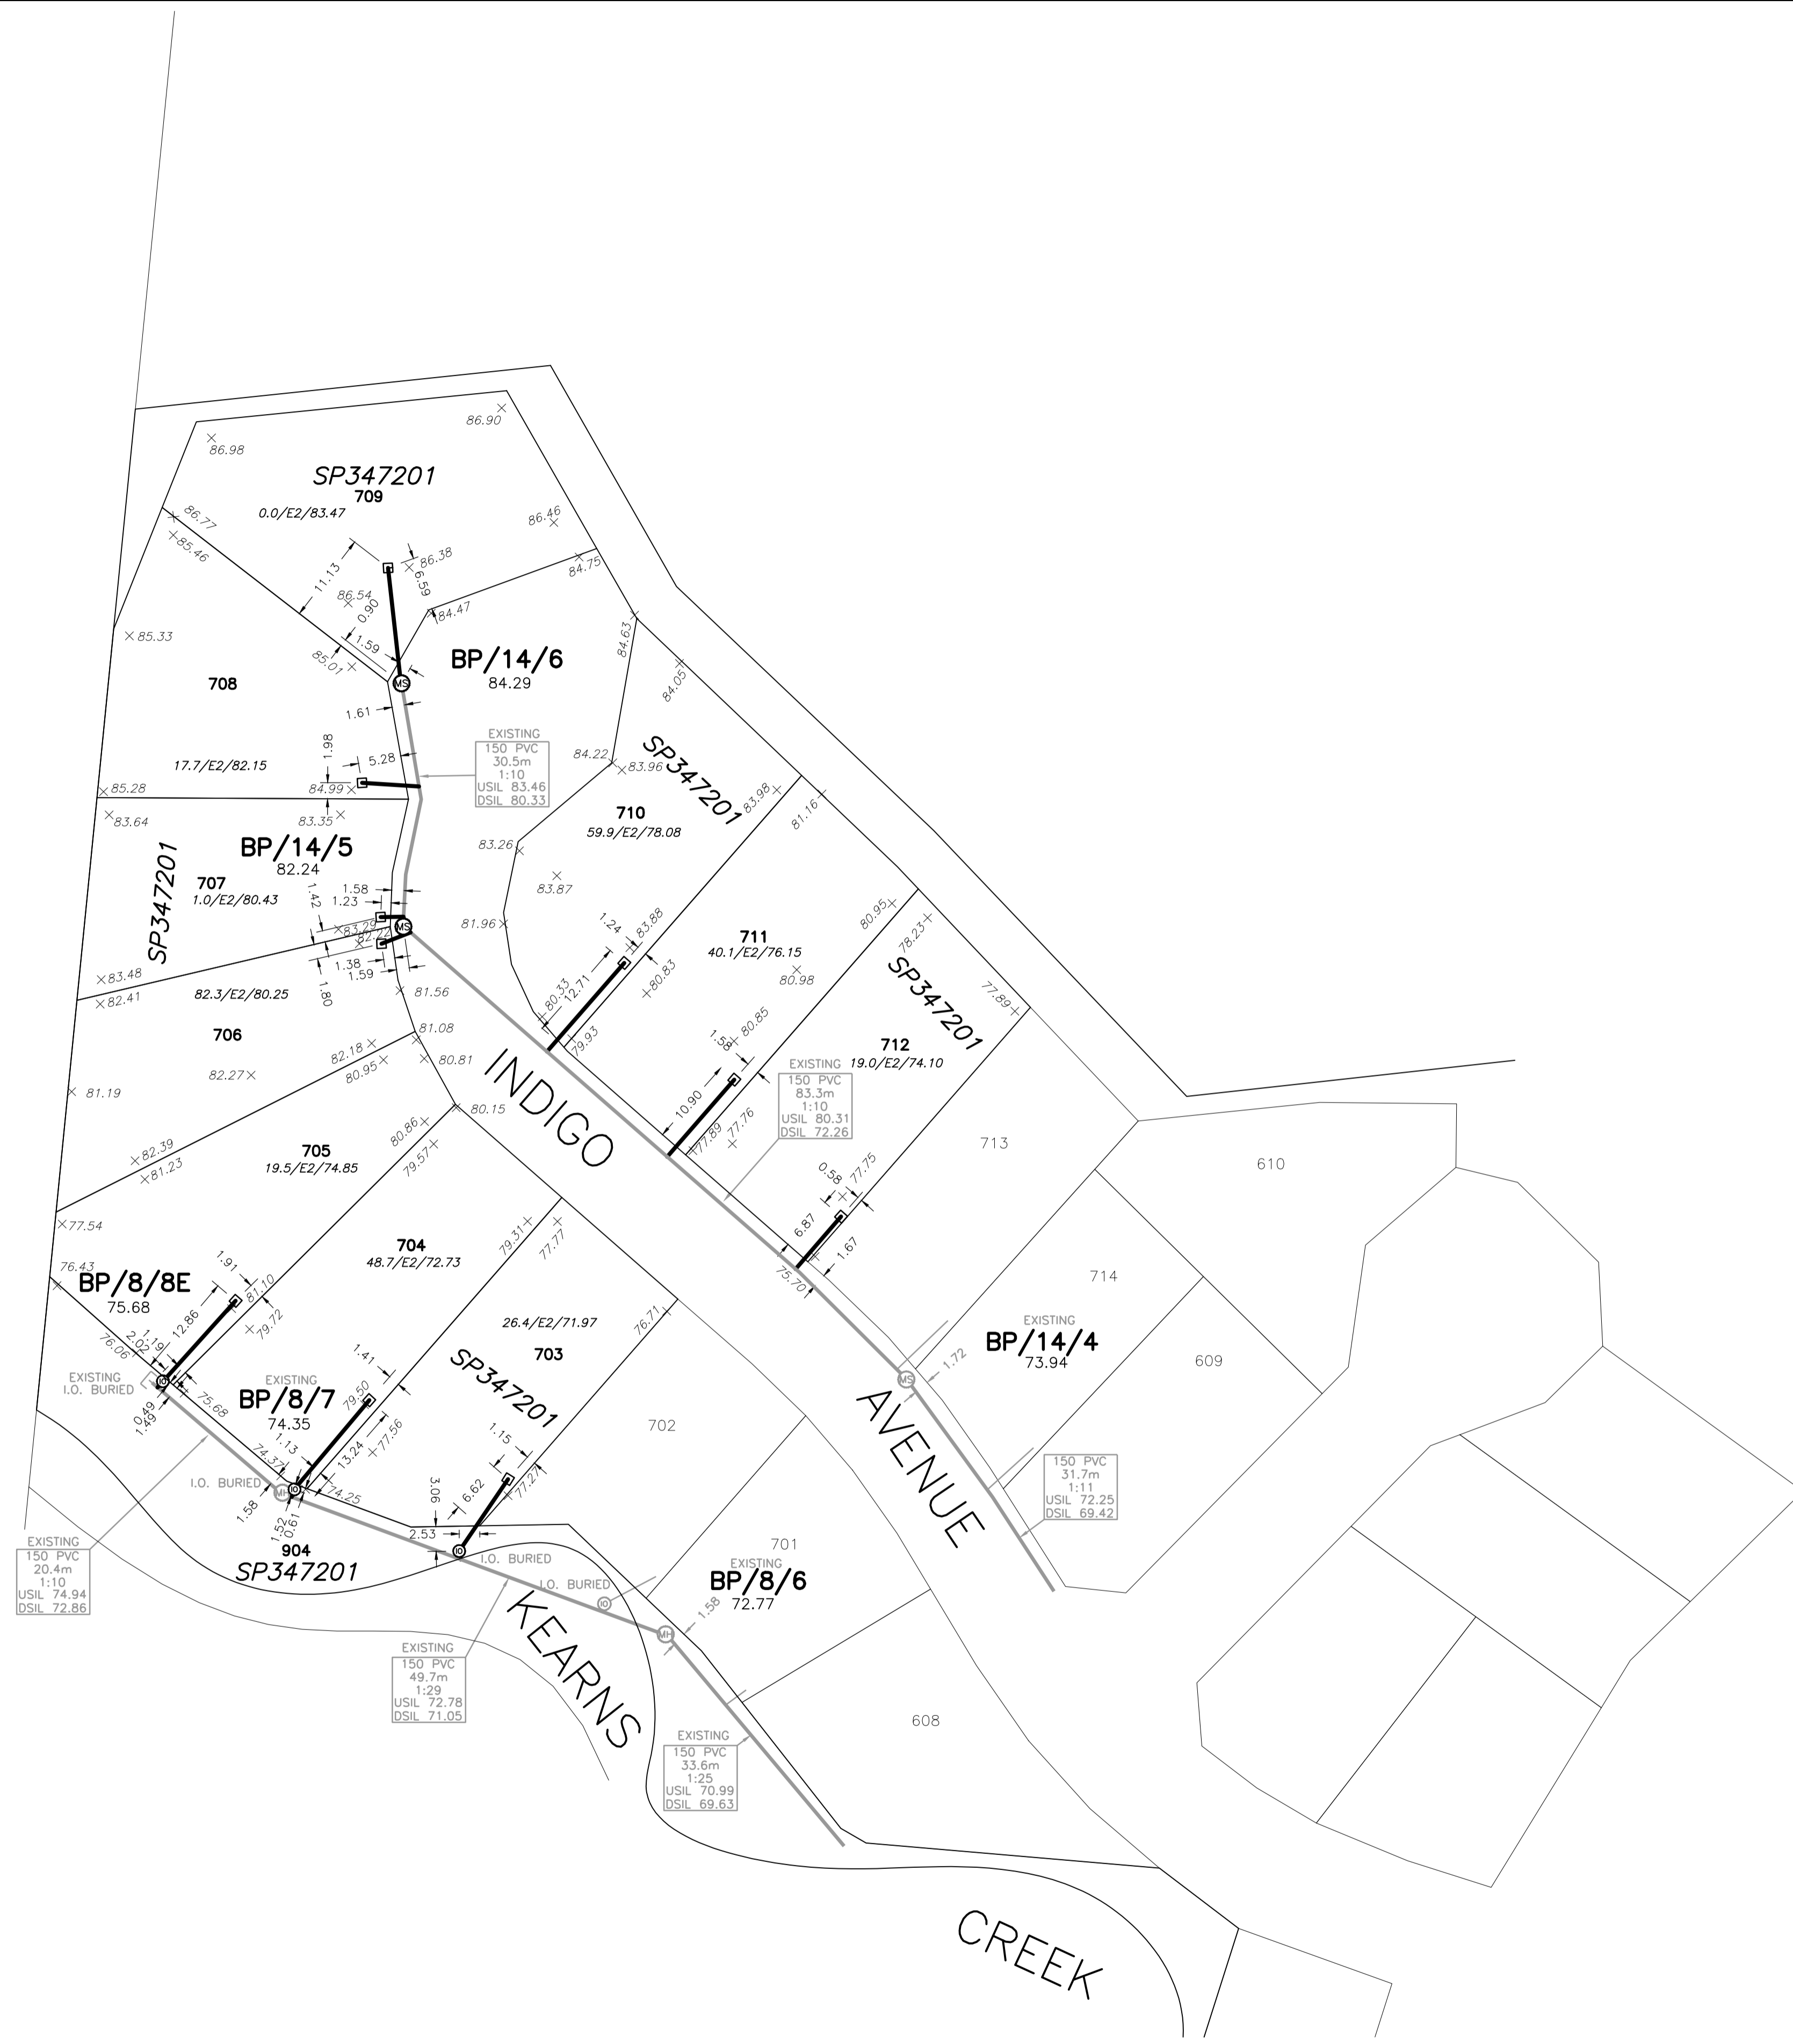 86.90
86.98
SP347201
709
0.0/E2/83.47
86.77
85.46
86.46
11.13
86.38
6.59
84.75
86.54
0.90
84.47
1.59
85.01
85.33
84.63
MS
BP/14/6
84.29
84.05
708
1.61
1.98
5.28
EXISTING
150 PVC
30.5m
1:10
USIL 83.46
DSIL 80.33
17.7/E2/82.15
84.99
85.28
84.22
83.96
SP347201
83.98
81.16
83.64
83.35
710
59.9/E2/78.08
BP/14/5
82.24
83.26
83.87
SP347201
707
1.0/E2/80.43
1.42
1.58
1.23
83.29
82.22
MS
81.96
1.24
83.88
80.95
78.23
711
40.1/E2/76.15
80.98
83.48
82.41
82.3/E2/80.25
1.38
1.59
1.80
81.56
80.33
12.71
80.83
SP347201
77.89
706
81.08
82.18
80.95
80.81
82.27
81.19
79.93
80.85
1.58
712
19.0/E2/74.10
INDIGO
10.90
EXISTING
150 PVC
83.3m
1:10
USIL 80.31
DSIL 72.26
80.15
80.86
79.57
77.89
77.76
713
610
82.39
81.23
705
19.5/E2/74.85
0.58
77.75
77.54
76.43
79.31
77.77
6.87
1.67
75.70
704
48.7/E2/72.73
BP/8/8E
75.68
1.91
81.10
714
12.86
79.72
76.06
2.02
1.19
26.4/E2/71.97
76.71
703
EXISTING
BP/14/4
73.94
1.72
609
EXISTING
I.O. BURIED
IO
0.49
1.49
75.68
EXISTING
BP/8/7
74.35
1.41
79.50
SP347201
MS
AVENUE
702
1.13
74.37
13.24
77.56
1.15
I.O. BURIED
MH
IO
74.25
3.06
6.62
77.27
1.58
1.52
0.61
2.53
150 PVC
31.7m
1:11
USIL 72.25
DSIL 69.42
EXISTING
150 PVC
20.4m
1:10
USIL 74.94
DSIL 72.86
904
SP347201
IO
I.O. BURIED
701
I.O. BURIED
IO
EXISTING
BP/8/6
72.77
1.58
MH
KEARNS
EXISTING
150 PVC
49.7m
1:29
USIL 72.78
DSIL 71.05
608
EXISTING
150 PVC
33.6m
1:25
USIL 70.99
DSIL 69.63
CREEK